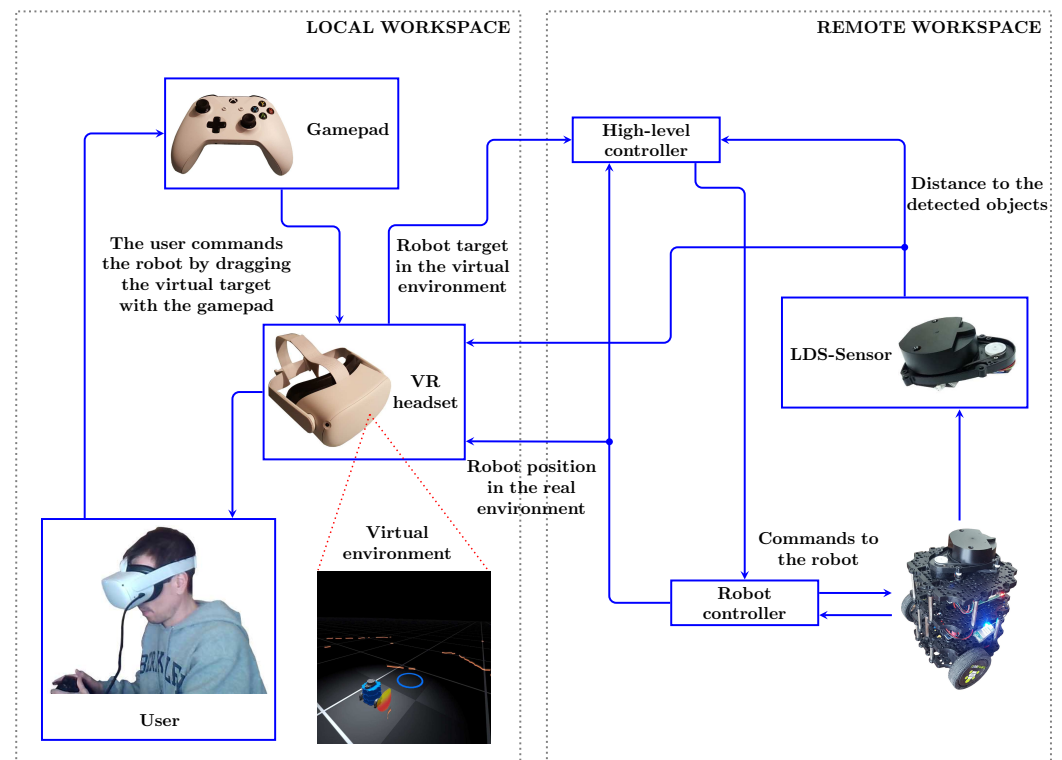 LOCAL WORKSPACE
REMOTE WORKSPACE
Gamepad
High-level
controller
Distance to the
detected objects
The user commands
the robot by dragging
the virtual target
with the gamepad
Robot target
in the virtual
environment
LDS-Sensor
VR
headset
Robot position
in the real
environment
Virtual
environment
Commands to
the robot
Robot
controller
BERKELEY
User